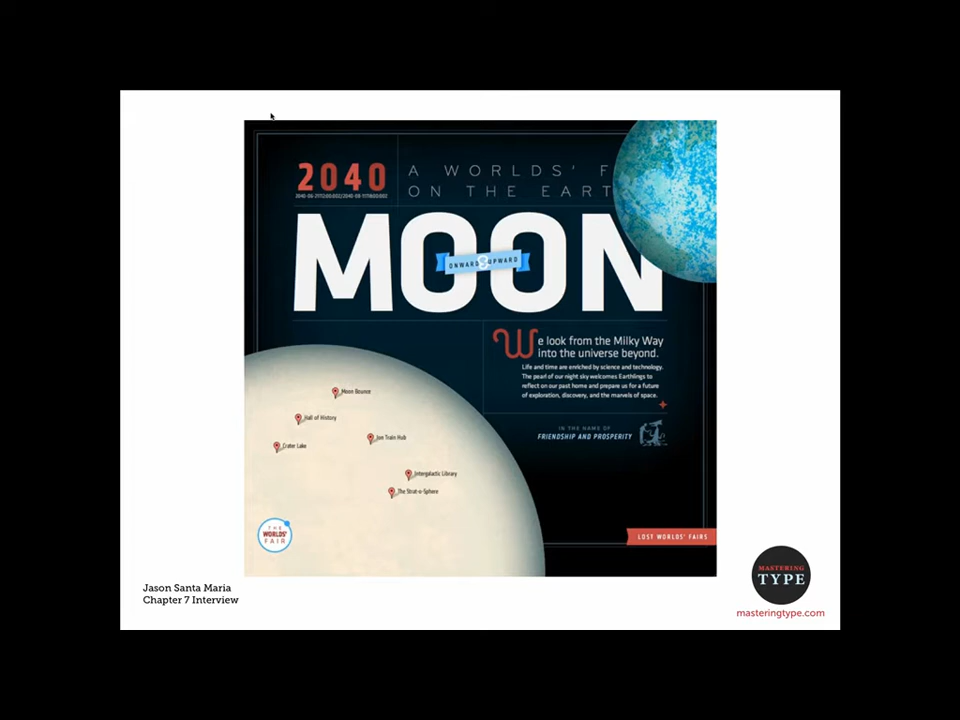 2040
A WORLDS' F
ON THE EART
MOON
ONWARD & UPWARD
We look from the Milky Way
into the universe beyond.
Life and time are enriched by science and technology.
The pearl of our night sky welcomes Earthlings to
reflect on our past home and prepare us for a future
of exploration, discovery, and the marvels of space.
IN THE NAME OF
FRIENDSHIP AND PROSPERITY
Moon Bounce
Hall of History
Ion Train Hub
Crater Lake
Intergalactic Library
The Strat-o-Sphere
THE
WORLDS'
FAIR
LOST WORLDS' FAIRS
Jason Santa Maria
Chapter 7 Interview
MASTERING
TYPE
masteringtype.com